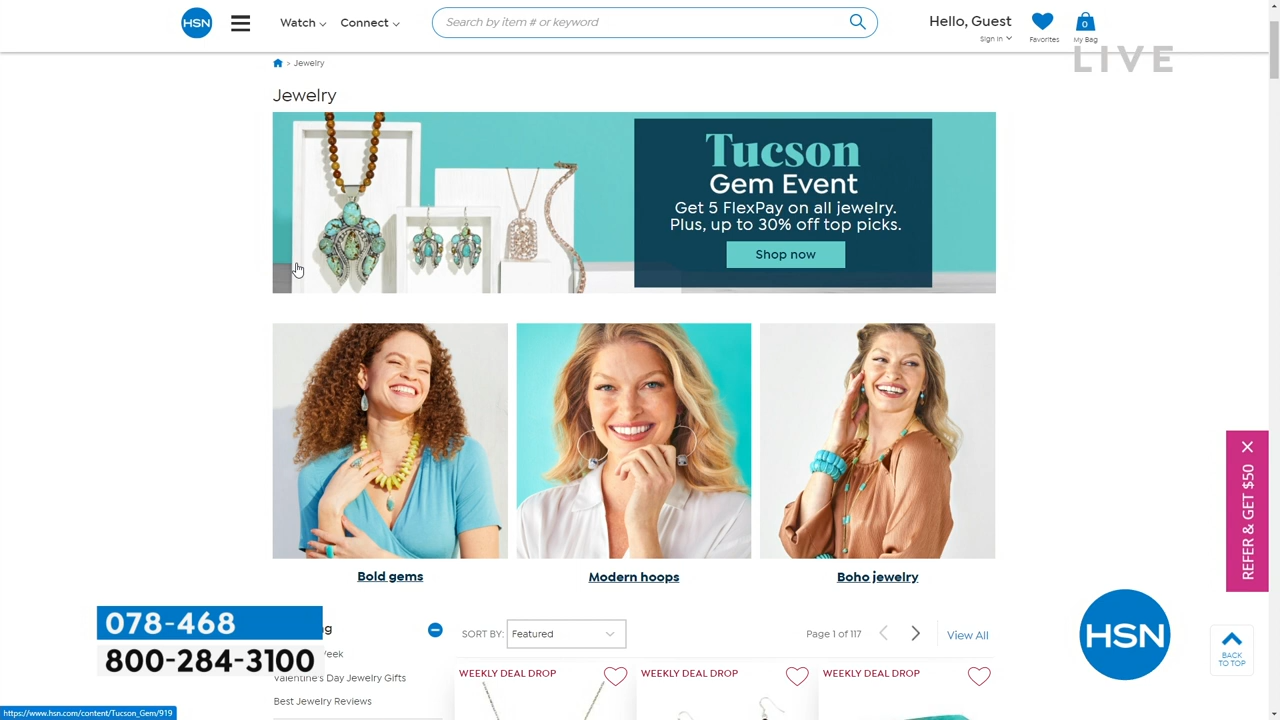 HSN
Watch
Connect
Search by item # or keyword
Hello, Guest
Sign In
Favorites
0
My Bag
LIVE
> Jewelry
Jewelry
Tucson
Gem Event
Get 5 FlexPay on all jewelry.
Plus, up to 30% off top picks.
Shop now
REFER & GET $50
Bold gems
Modern hoops
Boho jewelry
078-468
800-284-3100
SORT BY:
Featured
Page 1 of 117
View All
HSN
BACK
TO TOP
Valentine's Day Jewelry Gifts
Best Jewelry Reviews
WEEKLY DEAL DROP
WEEKLY DEAL DROP
WEEKLY DEAL DROP
https://www.hsn.com/content/Tucson_Gem/919